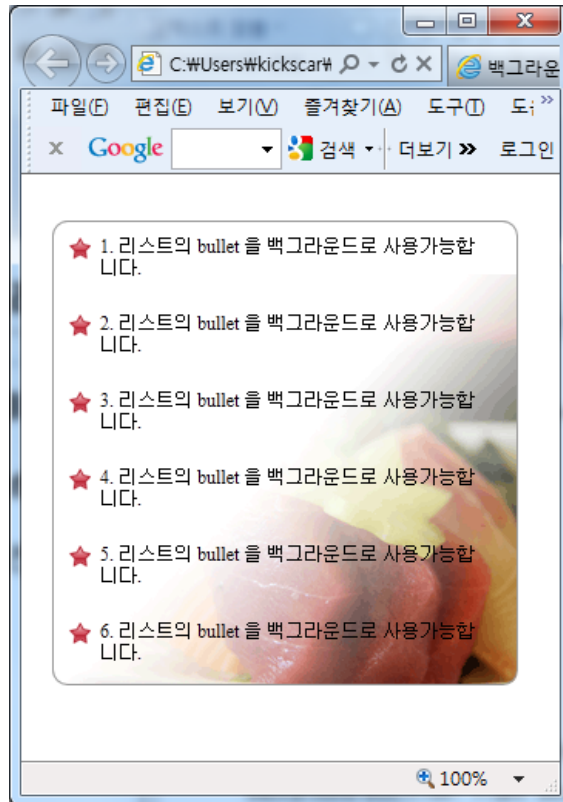 C:₩Users₩kickscar₩
백그라운
파일(F) 편집(E) 보기(V) 즐겨찾기(A) 도구(T)
x Google 검색 더보기 » 로그인
1. 리스트의 bullet 을 백그라운드로 사용가능합
니다.
2. 리스트의 bullet 을 백그라운드로 사용가능합
니다.
3. 리스트의 bullet 을 백그라운드로 사용가능합
니다.
4. 리스트의 bullet 을 백그라운드로 사용가능합
니다.
5. 리스트의 bullet 을 백그라운드로 사용가능합
니다.
6. 리스트의 bullet 을 백그라운드로 사용가능합
니다.
100%